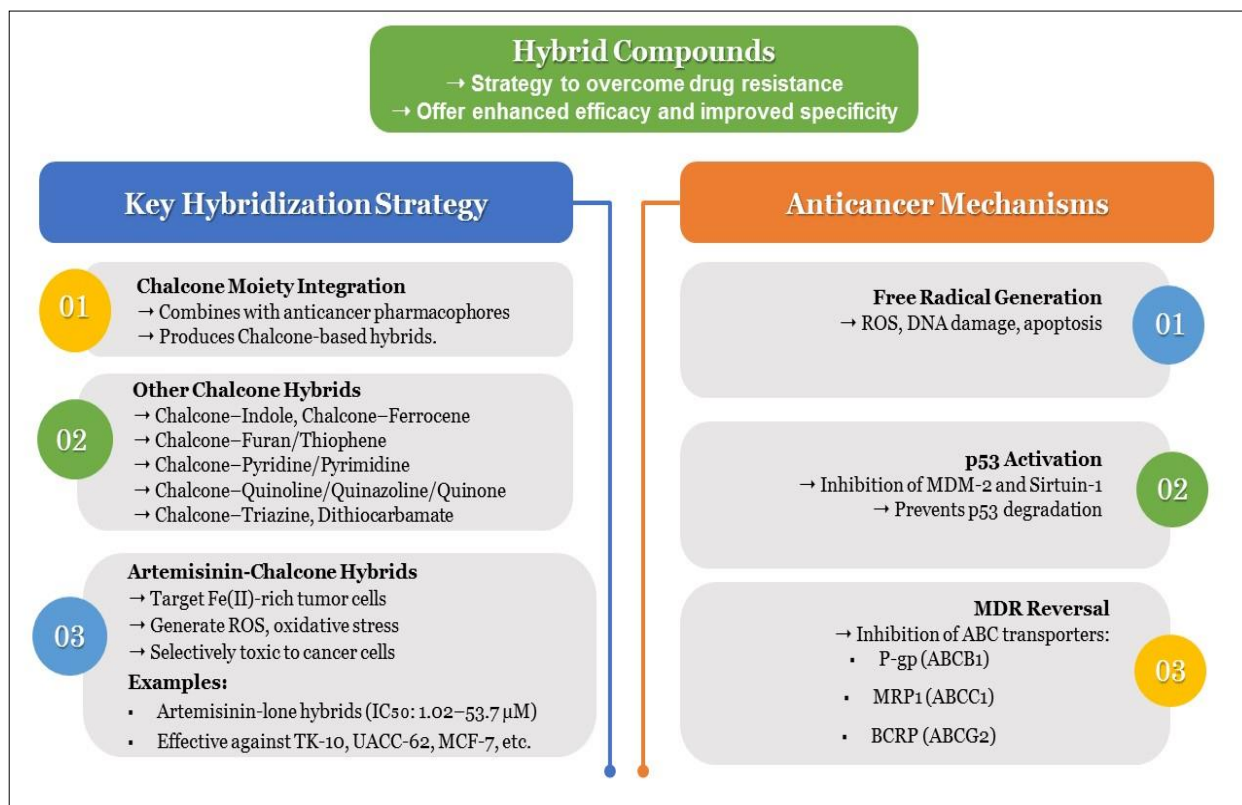 Hybrid Compounds
→ Strategy to overcome drug resistance
→ Offer enhanced efficacy and improved specificity
Key Hybridization Strategy
01
Chalcone Moiety Integration
→ Combines with anticancer pharmacophores
→ Produces Chalcone-based hybrids.
02
Other Chalcone Hybrids
→ Chalcone–Indole, Chalcone–Ferrocene
→ Chalcone–Furan/Thiophene
→ Chalcone–Pyridine/Pyrimidine
→ Chalcone–Quinoline/Quinazoline/Quinone
→ Chalcone–Triazine, Dithiocarbamate
03
Artemisinin-Chalcone Hybrids
→ Target Fe(II)-rich tumor cells
→ Generate ROS, oxidative stress
→ Selectively toxic to cancer cells
Examples:
▪ Artemisinin-lone hybrids (IC50: 1.02–53.7 µM)
▪ Effective against TK-10, UACC-62, MCF-7, etc.
Anticancer Mechanisms
Free Radical Generation
→ ROS, DNA damage, apoptosis
01
p53 Activation
→ Inhibition of MDM-2 and Sirtuin-1
→ Prevents p53 degradation
02
MDR Reversal
→ Inhibition of ABC transporters:
▪ P-gp (ABCB1)
▪ MRP1 (ABCC1)
▪ BCRP (ABCG2)
03